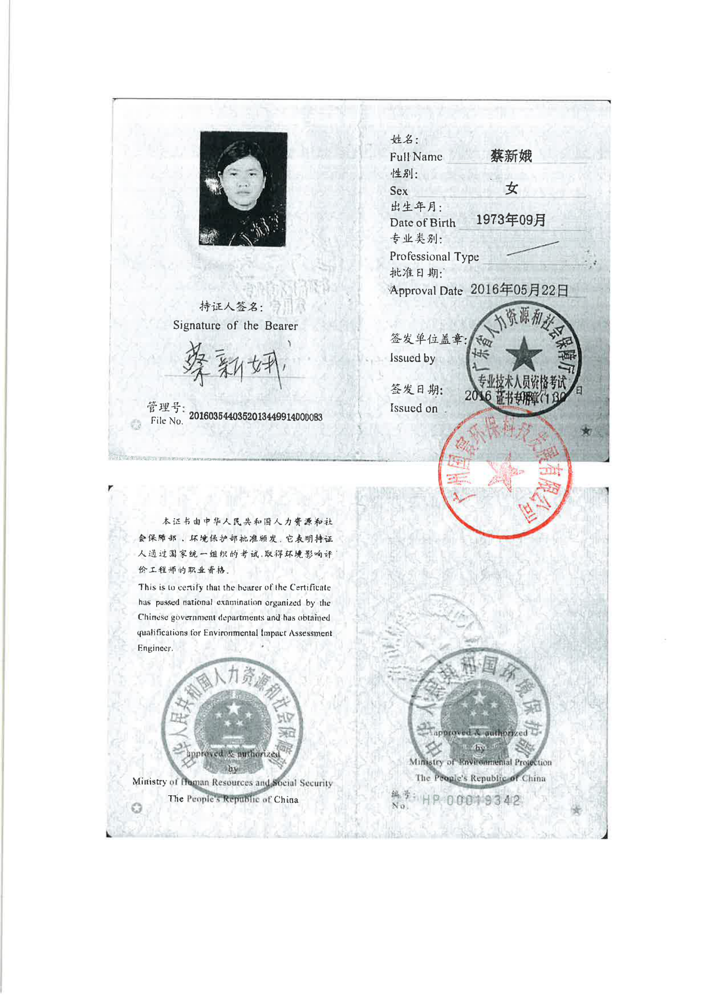 姓名:
Full Name 蔡新娥
性别:
Sex 女
出生年月:
Date of Birth 1973年09月
专业类别:
Professional Type
批准日期:
Approval Date 2016年05月22日
持证人签名:
Signature of the Bearer
蔡新娥
管理号: 2016035440352013449914000083
File No.
签发单位盖章:
Issued by
广东省人力资源和社会保障厅
专业技术人员资格考试
证书专用章(1)
签发日期: 2016 08 30 日
Issued on
广州国寰环保科技发展有限公司
本证书由中华人民共和国人力资源和社
会保障部、环境保护部批准颁发.它表明持证
人通过国家统一组织的考试,取得环境影响评
价工程师的职业资格.
This is to certify that the bearer of the Certificate
has passed national examination organized by the
Chinese government departments and has obtained
qualifications for Environmental Impact Assessment
Engineer.
中华人民共和国人力资源和社会保障部
approved & authorized
by
Ministry of Human Resources and Social Security
The People's Republic of China
中华人民共和国环境保护部
approved & authorized
by
Ministry of Environmental Protection
The People's Republic of China
编号: HP 00019342
No.